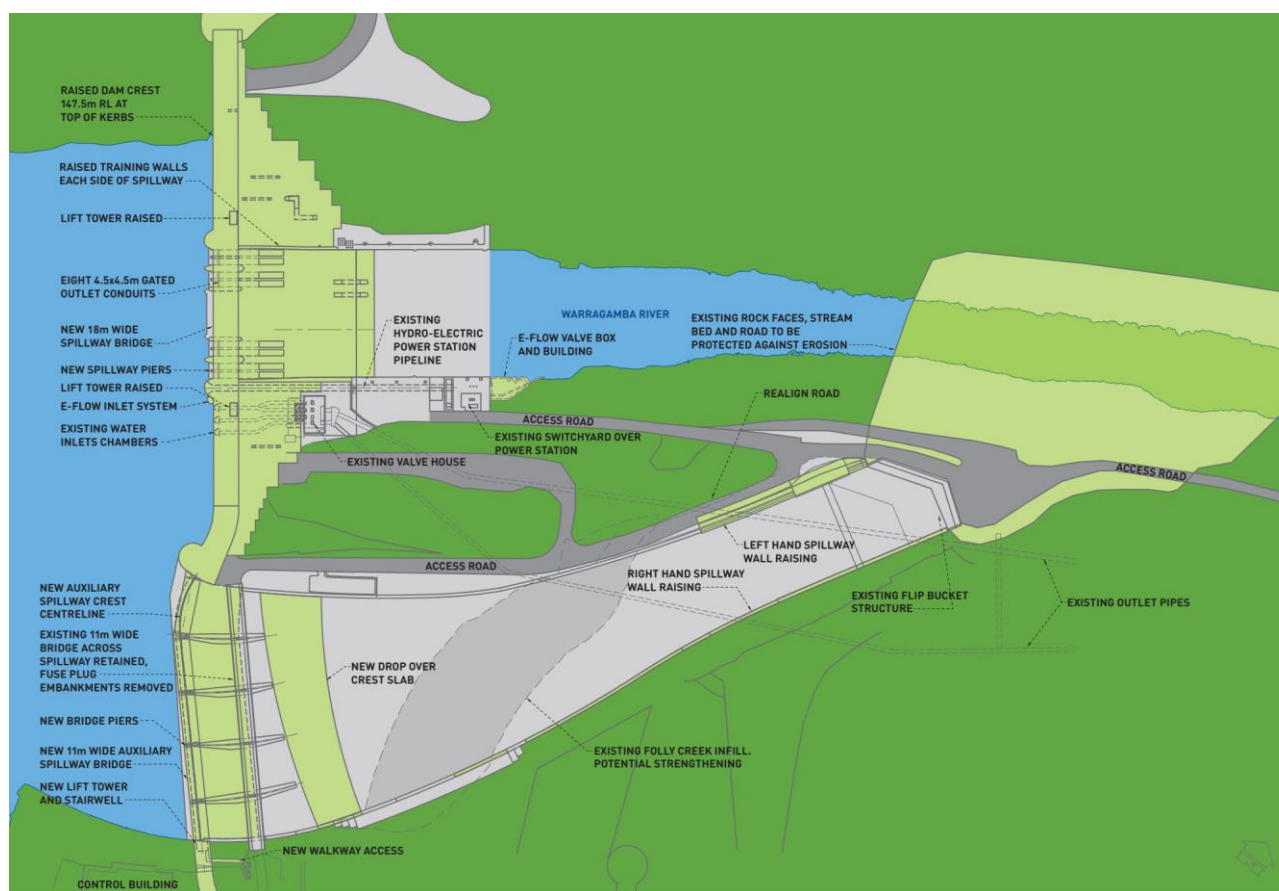 RAISED DAM CREST
147.5m RL AT
TOP OF KERBS
RAISED TRAINING WALLS
EACH SIDE OF SPILLWAY
LIFT TOWER RAISED
EIGHT 4.5x4.5m GATED
OUTLET CONDUITS
NEW 18m WIDE
SPILLWAY BRIDGE
NEW SPILLWAY PIERS
LIFT TOWER RAISED
E-FLOW INLET SYSTEM
EXISTING WATER
INLETS CHAMBERS
EXISTING
HYDRO-ELECTRIC
POWER STATION
PIPELINE
WARRAGAMBA RIVER
E-FLOW VALVE BOX
AND BUILDING
EXISTING ROCK FACES, STREAM
BED AND ROAD TO BE
PROTECTED AGAINST EROSION
REALIGN ROAD
ACCESS ROAD
EXISTING SWITCHYARD OVER
POWER STATION
EXISTING VALVE HOUSE
ACCESS ROAD
LEFT HAND SPILLWAY
WALL RAISING
ACCESS ROAD
RIGHT HAND SPILLWAY
WALL RAISING
EXISTING FLIP BUCKET
STRUCTURE
EXISTING OUTLET PIPES
NEW AUXILIARY
SPILLWAY CREST
CENTRELINE
EXISTING 11m WIDE
BRIDGE ACROSS
SPILLWAY RETAINED,
FUSE PLUG
EMBANKMENTS REMOVED
NEW DROP OVER
CREST SLAB
NEW BRIDGE PIERS
NEW 11m WIDE AUXILIARY
SPILLWAY BRIDGE
EXISTING FOLLY CREEK INFILL.
POTENTIAL STRENGTHENING
NEW LIFT TOWER
AND STAIRWELL
NEW WALKWAY ACCESS
CONTROL BUILDING